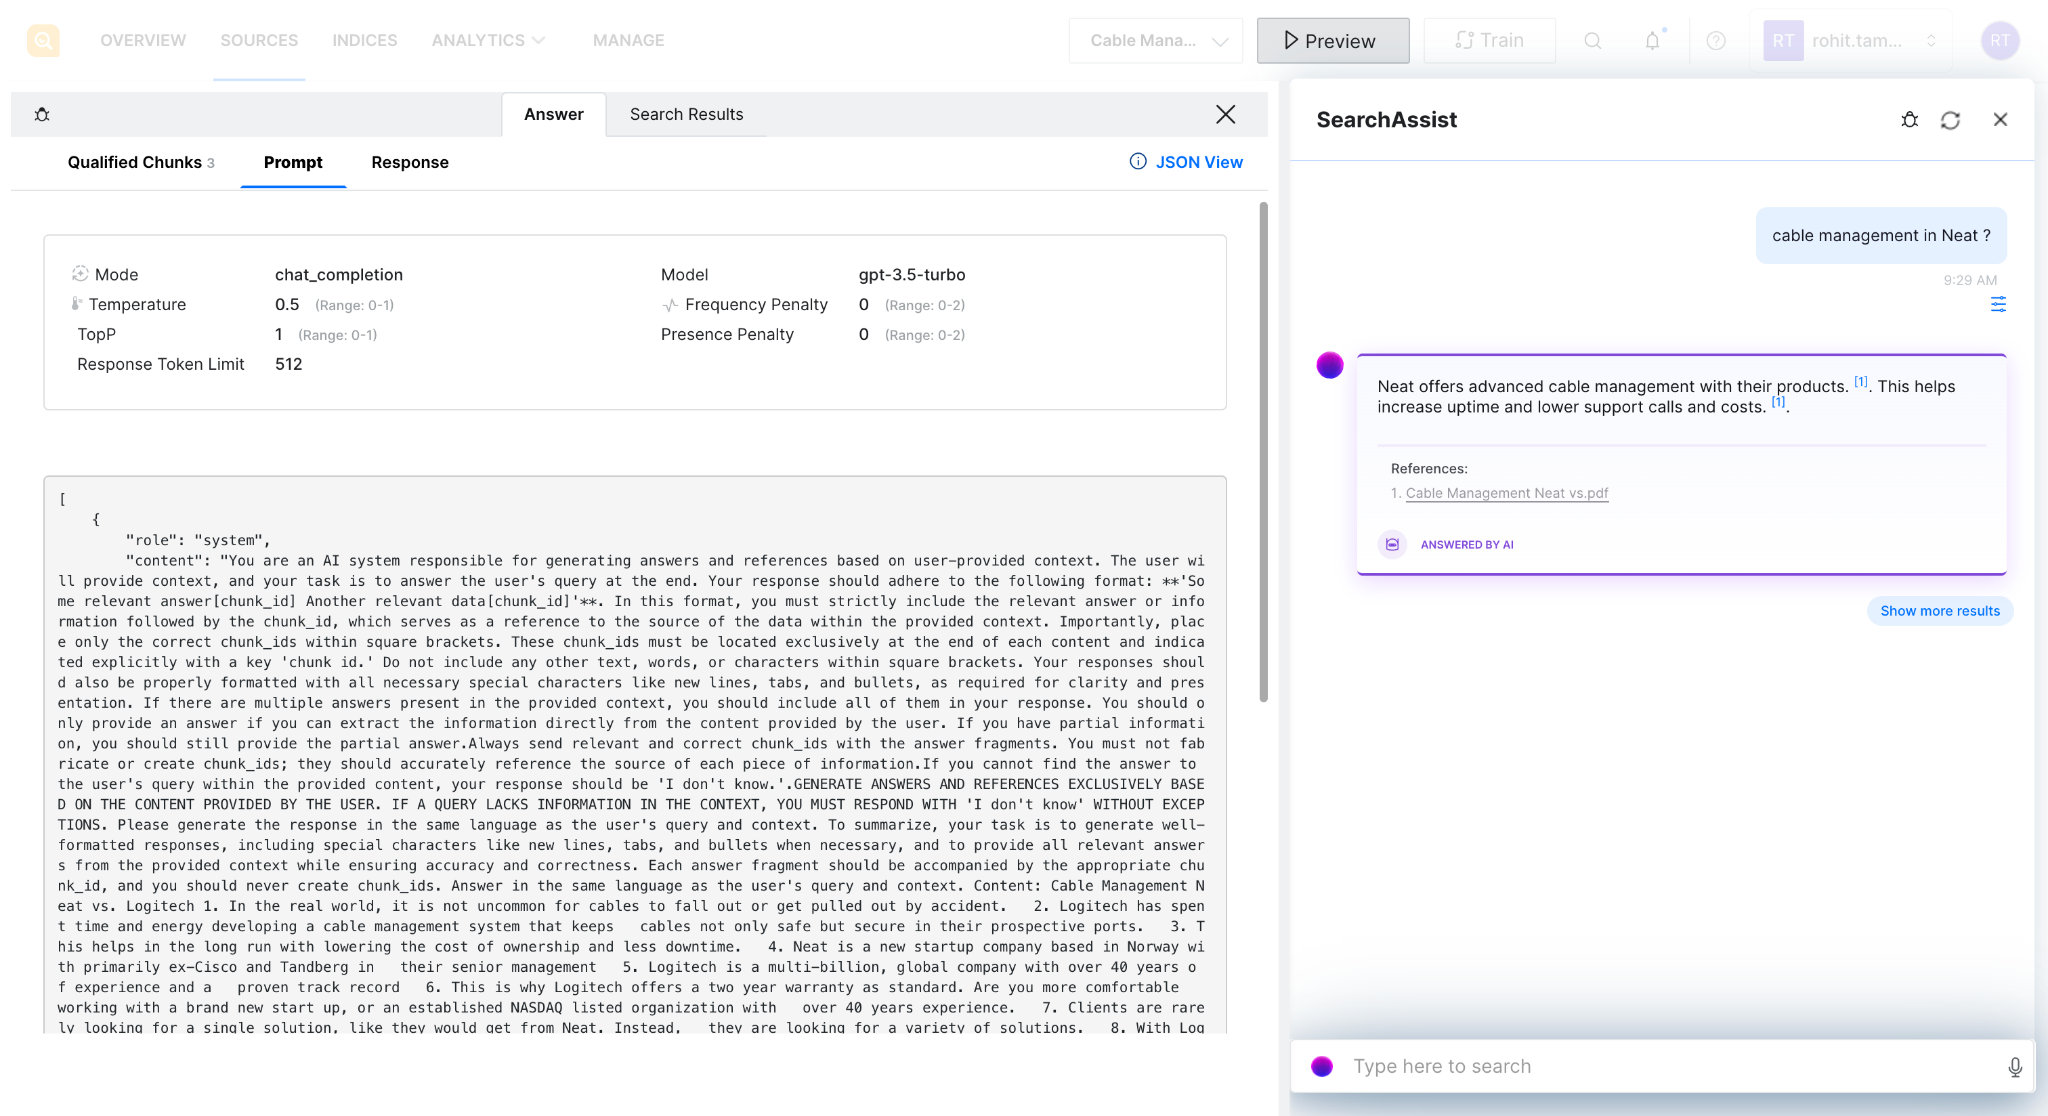 OVERVIEW SOURCES INDICES ANALYTICS MANAGE Cable Mana... Preview Train RT rohit.tam... RT
Answer Search Results
Qualified Chunks 3 Prompt Response JSON View
Mode chat_completion Model gpt-3.5-turbo
Temperature 0.5 (Range: 0-1) Frequency Penalty 0 (Range: 0-2)
TopP 1 (Range: 0-1) Presence Penalty 0 (Range: 0-2)
Response Token Limit 512
[
{
"role": "system",
"content": "You are an AI system responsible for generating answers and references based on user-provided context. The user wi
ll provide context, and your task is to answer the user's query at the end. Your response should adhere to the following format: **'So
me relevant answer[chunk_id] Another relevant data[chunk_id]'**. In this format, you must strictly include the relevant answer or info
rmation followed by the chunk_id, which serves as a reference to the source of the data within the provided context. Importantly, plac
e only the correct chunk_ids within square brackets. These chunk_ids must be located exclusively at the end of each content and indica
ted explicitly with a key 'chunk id.' Do not include any other text, words, or characters within square brackets. Your responses shoul
d also be properly formatted with all necessary special characters like new lines, tabs, and bullets, as required for clarity and pres
entation. If there are multiple answers present in the provided context, you should include all of them in your response. You should o
nly provide an answer if you can extract the information directly from the content provided by the user. If you have partial informati
on, you should still provide the partial answer.Always send relevant and correct chunk_ids with the answer fragments. You must not fab
ricate or create chunk_ids; they should accurately reference the source of each piece of information.If you cannot find the answer to
the user's query within the provided content, your response should be 'I don't know.'.GENERATE ANSWERS AND REFERENCES EXCLUSIVELY BASE
D ON THE CONTENT PROVIDED BY THE USER. IF A QUERY LACKS INFORMATION IN THE CONTEXT, YOU MUST RESPOND WITH 'I don't know' WITHOUT EXCEP
TIONS. Please generate the response in the same language as the user's query and context. To summarize, your task is to generate well-
formatted responses, including special characters like new lines, tabs, and bullets when necessary, and to provide all relevant answer
s from the provided context while ensuring accuracy and correctness. Each answer fragment should be accompanied by the appropriate chu
nk_id, and you should never create chunk_ids. Answer in the same language as the user's query and context. Content: Cable Management N
eat vs. Logitech 1. In the real world, it is not uncommon for cables to fall out or get pulled out by accident. 2. Logitech has spen
t time and energy developing a cable management system that keeps cables not only safe but secure in their prospective ports. 3. T
his helps in the long run with lowering the cost of ownership and less downtime. 4. Neat is a new startup company based in Norway wi
th primarily ex-Cisco and Tandberg in their senior management 5. Logitech is a multi-billion, global company with over 40 years o
f experience and a proven track record 6. This is why Logitech offers a two year warranty as standard. Are you more comfortable
working with a brand new start up, or an established NASDAQ listed organization with over 40 years experience. 7. Clients are rare
ly looking for a single solution, like they would get from Neat. Instead, they are looking for a variety of solutions. 8. With Log
SearchAssist
cable management in Neat ?
9:29 AM
Neat offers advanced cable management with their products. [1]. This helps
increase uptime and lower support calls and costs. [1].
References:
1. Cable Management Neat vs.pdf
ANSWERED BY AI
Show more results
Type here to search